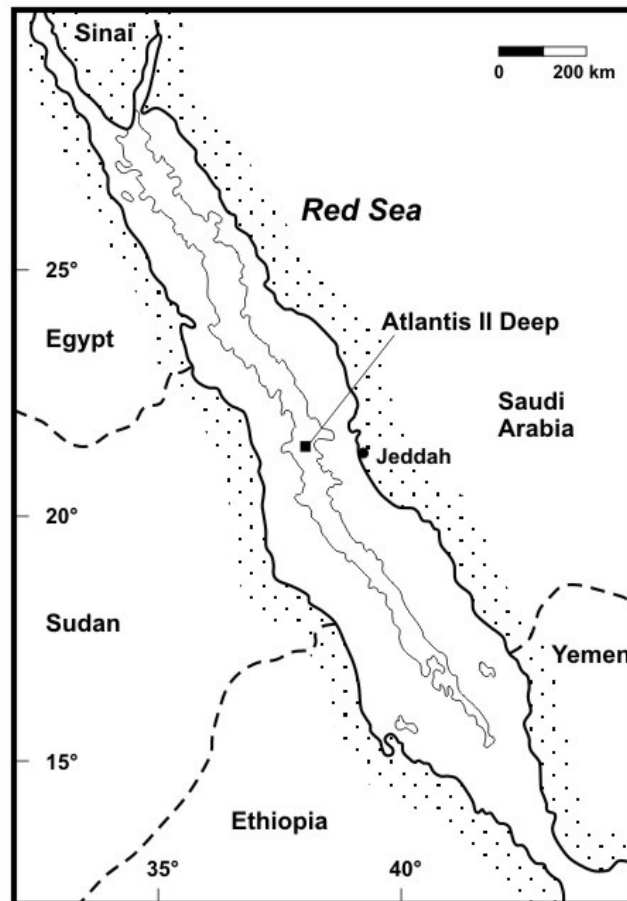 Sinai
0 200 km
Red Sea
25°
Atlantis II Deep
Egypt
Saudi
Arabia
Jeddah
20°
Sudan
Yemen
15°
Ethiopia
35° 40°